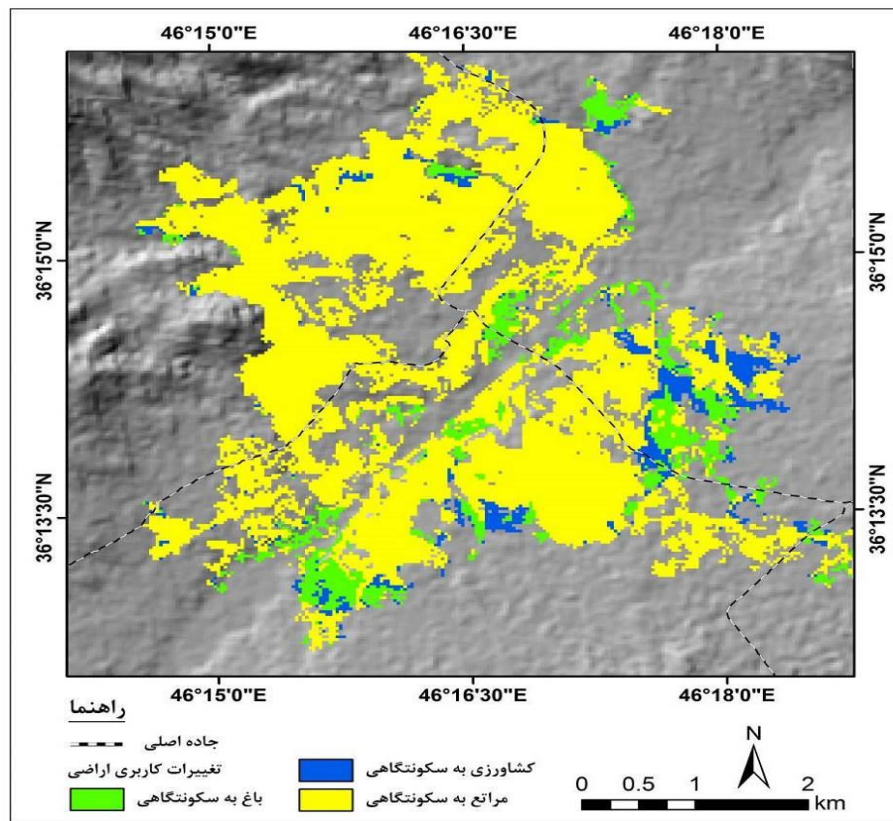 46°15'0"E 46°16'30"E 46°18'0"E
36°15'0"N 36°15'0"N
36°13'30"N 36°13'30"N
46°15'0"E 46°16'30"E 46°18'0"E
راهنما
جاده اصلی
تغییرات کاربری اراضی
کشاورزی به سکونتگاهی
باغ به سکونتگاهی
مراتع به سکونتگاهی
N
0 0.5 1 2
km